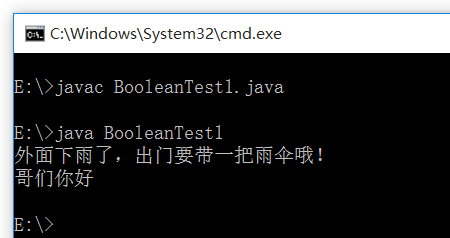 C:\Windows\System32\cmd.exe
E:\>javac BooleanTest1.java
E:\>java BooleanTest1
外面下雨了，出门要带一把雨伞哦！
哥们你好
E:\>